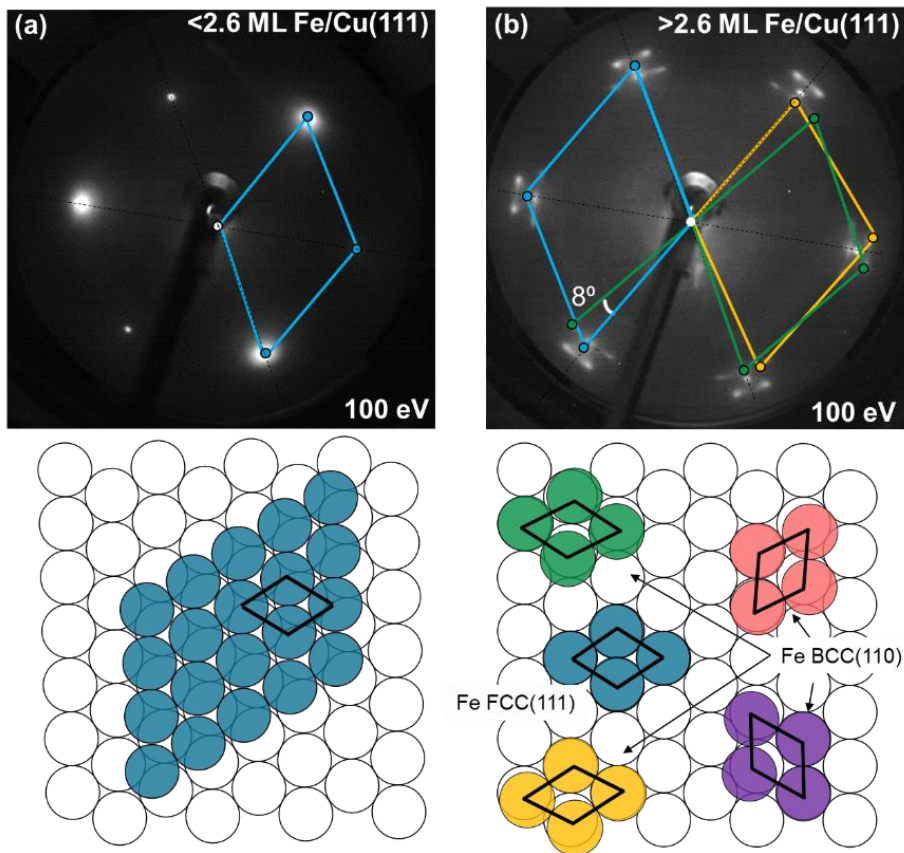 (a) <2.6 ML Fe/Cu(111)
100 eV
(b) >2.6 ML Fe/Cu(111)
8º
100 eV
Fe BCC(110)
Fe FCC(111)